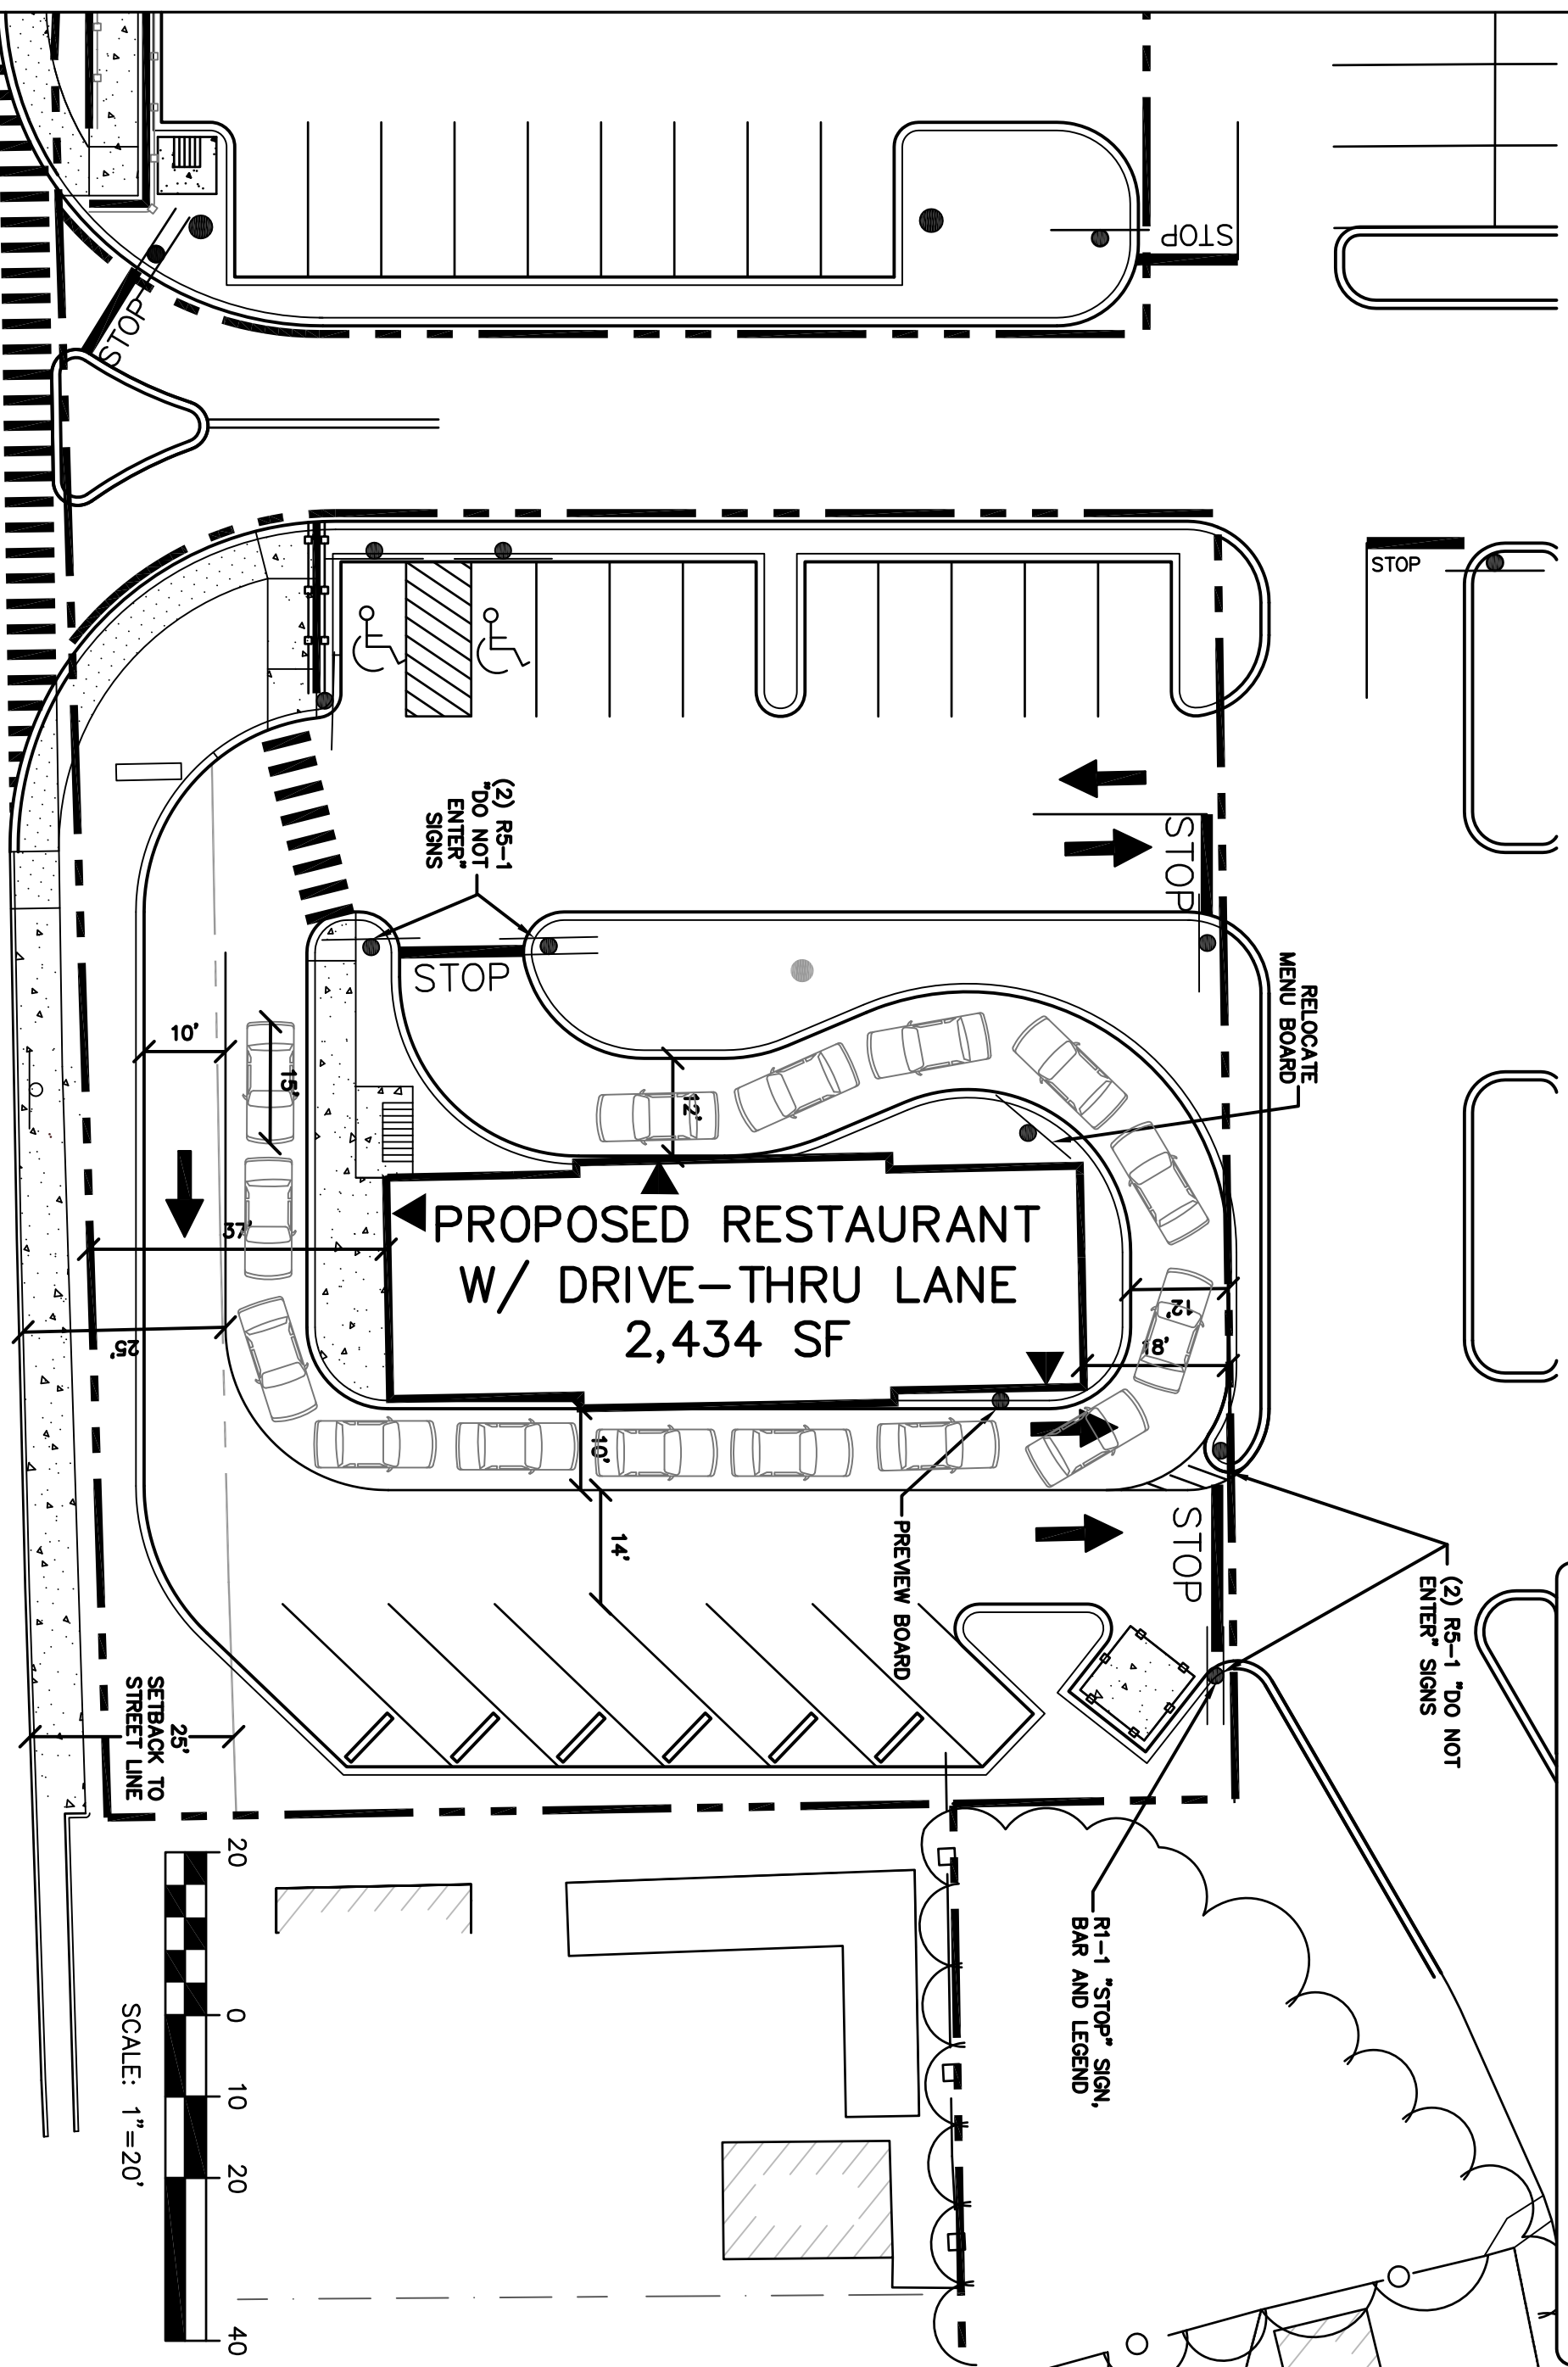 STOP
STOP
STOP
(2) R5-1
"DO NOT
ENTER"
SIGNS
STOP
STOP
RELOCATE
MENU BOARD
10'
15'
12'
37'
PROPOSED RESTAURANT
W/ DRIVE-THRU LANE
2,434 SF
12'
18'
25'
10'
14'
STOP
PREVIEW BOARD
(2) R5-1 "DO NOT
ENTER" SIGNS
25'
SETBACK TO
STREET LINE
R1-1 "STOP" SIGN,
BAR AND LEGEND
20 0 10 20 40
SCALE: 1"=20'